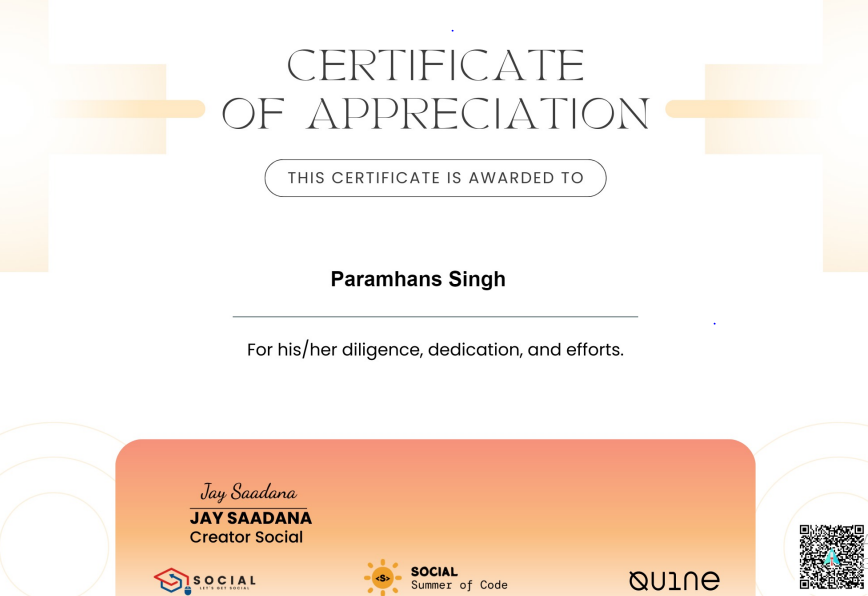 CERTIFICATE
OF APPRECIATION
THIS CERTIFICATE IS AWARDED TO
Paramhans Singh
For his/her diligence, dedication, and efforts.
Jay Saadana
JAY SAADANA
Creator Social
SOCIAL
LET'S GET SOCIAL
<S>
SOCIAL
Summer of Code
QUINE